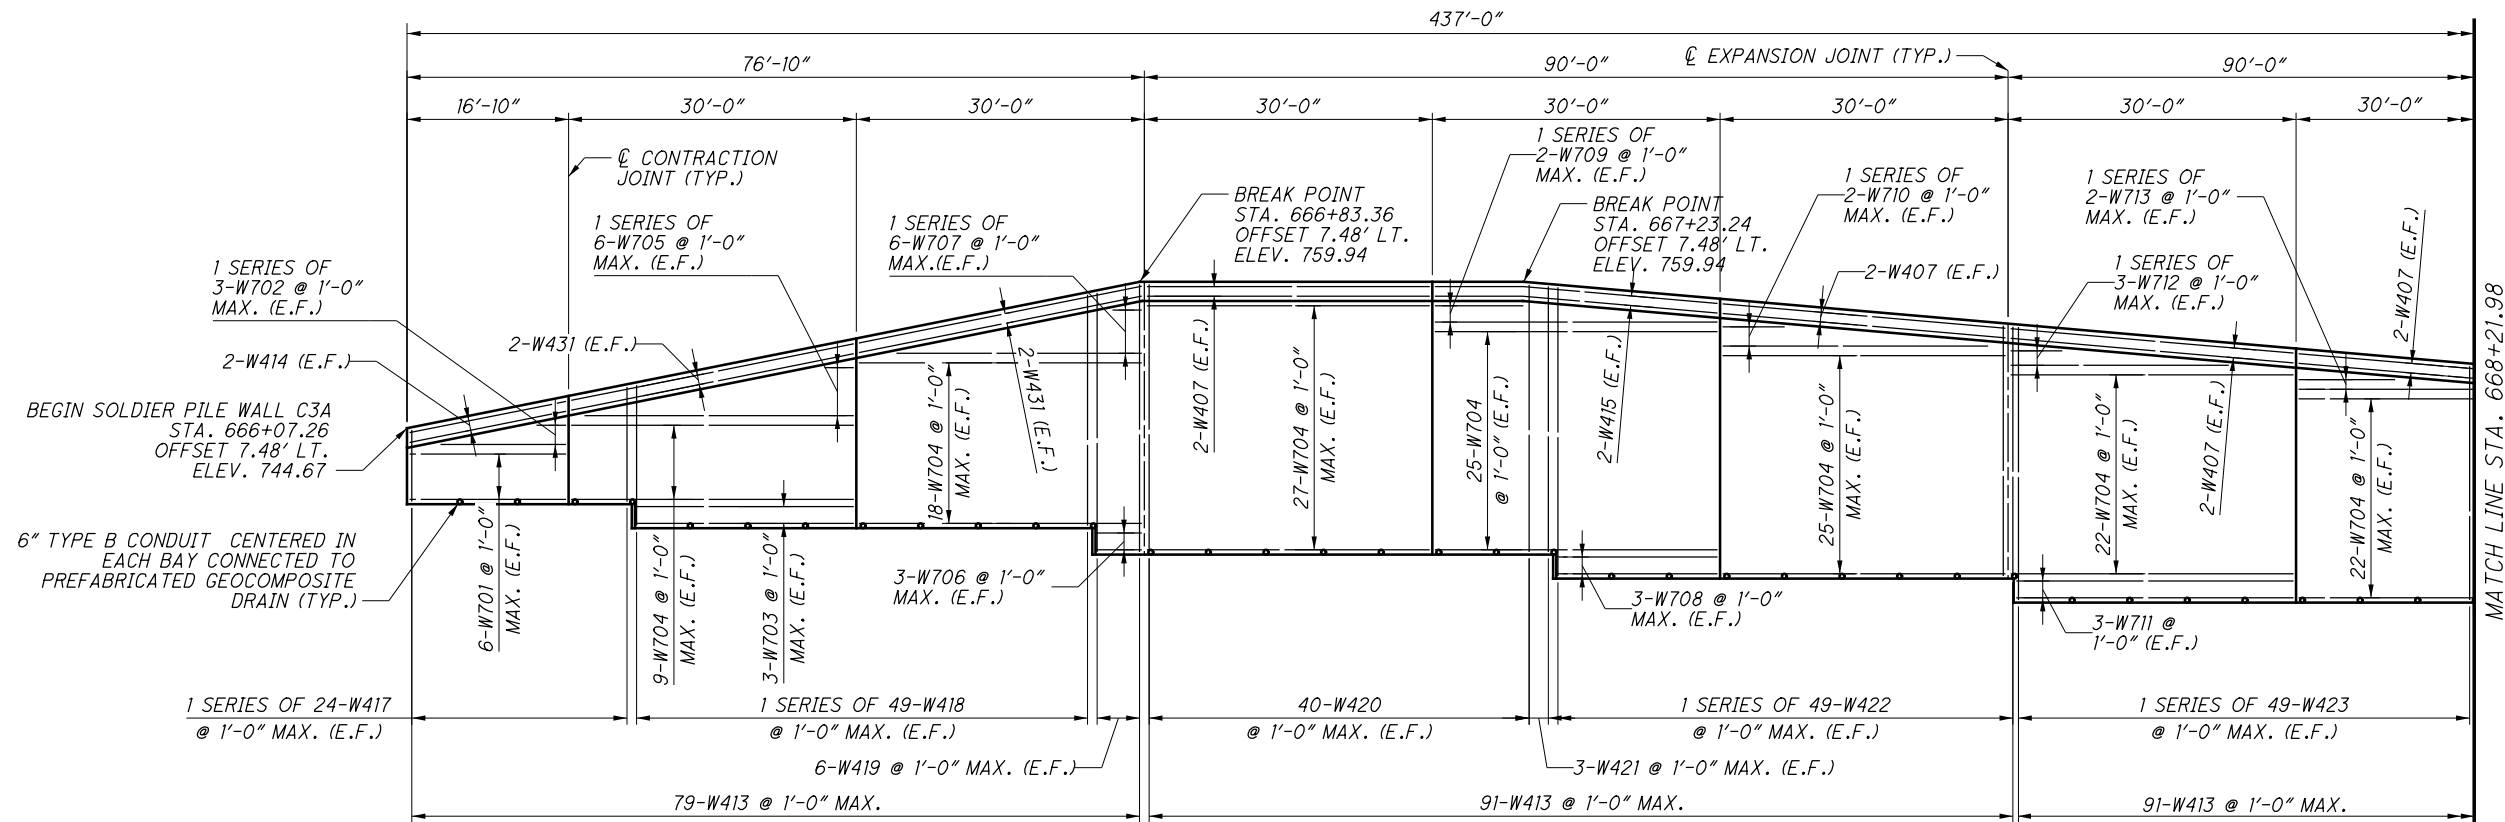 437'-0"
76'-10"
90'-0"
℄ EXPANSION JOINT (TYP.)
90'-0"
16'-10"
30'-0"
30'-0"
30'-0"
30'-0"
30'-0"
30'-0"
30'-0"
℄ CONTRACTION
JOINT (TYP.)
1 SERIES OF
2-W709 @ 1'-0"
MAX. (E.F.)
1 SERIES OF
2-W710 @ 1'-0"
MAX. (E.F.)
1 SERIES OF
2-W713 @ 1'-0"
MAX. (E.F.)
BREAK POINT
STA. 666+83.36
OFFSET 7.48' LT.
ELEV. 759.94
BREAK POINT
STA. 667+23.24
OFFSET 7.48' LT.
ELEV. 759.94
1 SERIES OF
6-W705 @ 1'-0"
MAX. (E.F.)
1 SERIES OF
6-W707 @ 1'-0"
MAX.(E.F.)
1 SERIES OF
3-W702 @ 1'-0"
MAX. (E.F.)
2-W407 (E.F.)
1 SERIES OF
3-W712 @ 1'-0"
MAX. (E.F.)
2-W407 (E.F.)
2-W414 (E.F.)
2-W431 (E.F.)
2-W431 (E.F.)
2-W407 (E.F.)
2-W415 (E.F.)
2-W407 (E.F.)
BEGIN SOLDIER PILE WALL C3A
STA. 666+07.26
OFFSET 7.48' LT.
ELEV. 744.67
6" TYPE B CONDUIT CENTERED IN
EACH BAY CONNECTED TO
PREFABRICATED GEOCOMPOSITE
DRAIN (TYP.)
6-W701 @ 1'-0"
MAX. (E.F.)
9-W704 @ 1'-0"
MAX. (E.F.)
3-W703 @ 1'-0"
MAX. (E.F.)
18-W704 @ 1'-0"
MAX. (E.F.)
27-W704 @ 1'-0"
MAX. (E.F.)
25-W704
@ 1'-0" (E.F.)
25-W704 @ 1'-0"
MAX. (E.F.)
22-W704 @ 1'-0"
MAX. (E.F.)
22-W704 @ 1'-0"
MAX. (E.F.)
MATCH LINE STA. 668+21.98
3-W706 @ 1'-0"
MAX. (E.F.)
3-W708 @ 1'-0"
MAX. (E.F.)
3-W711 @
1'-0" (E.F.)
1 SERIES OF 24-W417
@ 1'-0" MAX. (E.F.)
1 SERIES OF 49-W418
@ 1'-0" MAX. (E.F.)
40-W420
@ 1'-0" MAX. (E.F.)
1 SERIES OF 49-W422
@ 1'-0" MAX. (E.F.)
1 SERIES OF 49-W423
@ 1'-0" MAX. (E.F.)
6-W419 @ 1'-0" MAX. (E.F.)
3-W421 @ 1'-0" MAX. (E.F.)
79-W413 @ 1'-0" MAX.
91-W413 @ 1'-0" MAX.
91-W413 @ 1'-0" MAX.